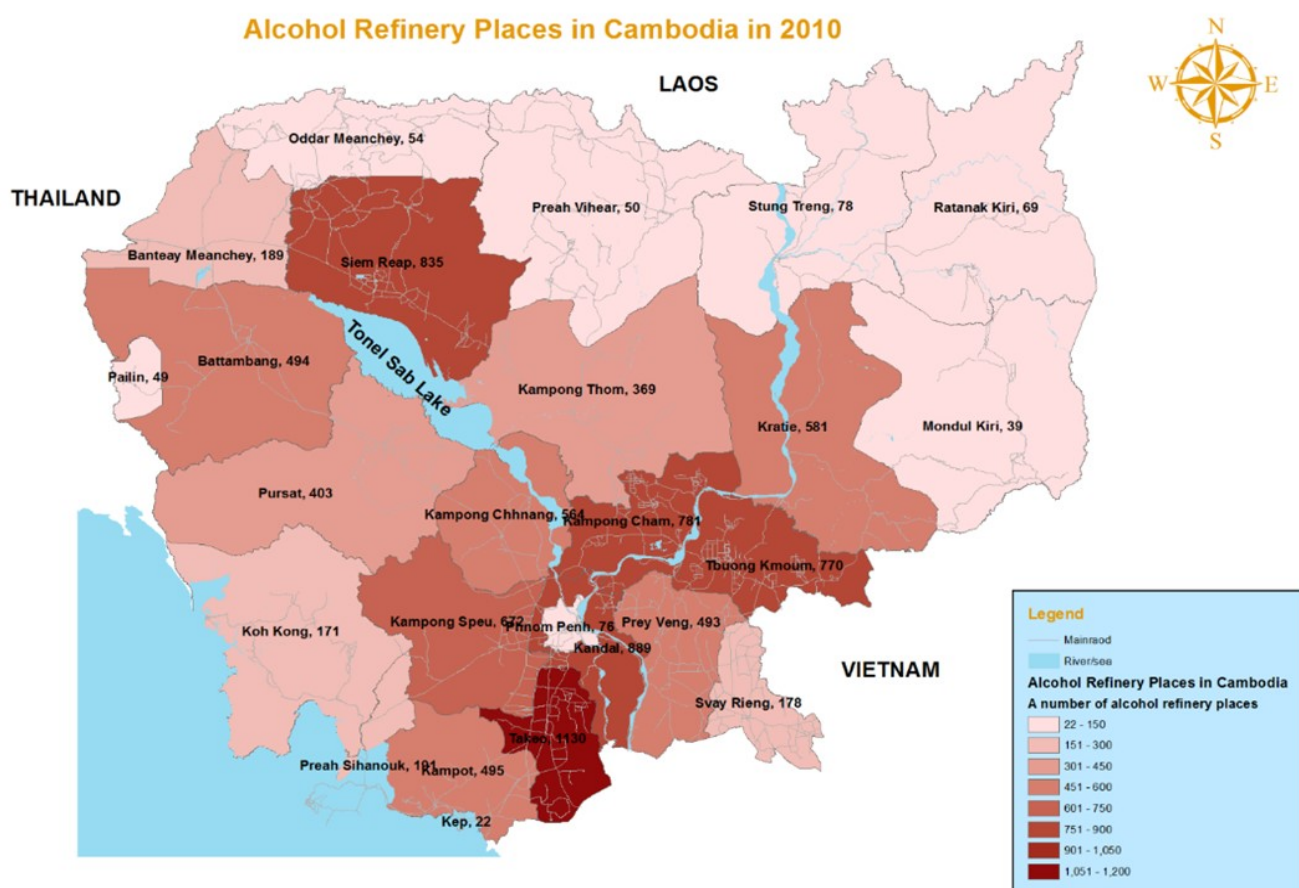 Alcohol Refinery Places in Cambodia in 2010
N
W
E
S
LAOS
THAILAND
VIETNAM
Oddar Meanchey, 54
Preah Vihear, 50
Stung Treng, 78
Ratanak Kiri, 69
Banteay Meanchey, 189
Siem Reap, 835
Tonel Sab Lake
Battambang, 494
Pailin, 49
Kampong Thom, 369
Kratie, 581
Mondul Kiri, 39
Pursat, 403
Kampong Chhnang, 564
Kampong Cham, 781
Tbuong Kmoum, 770
Koh Kong, 171
Kampong Speu, 672
Phnom Penh, 76
Prey Veng, 493
Kandal, 889
Svay Rieng, 178
Takeo, 1130
Preah Sihanouk, 191
Kampot, 495
Kep, 22
Legend
Mainraod
River/sea
Alcohol Refinery Places in Cambodia
A number of alcohol refinery places
22 - 150
151 - 300
301 - 450
451 - 600
601 - 750
751 - 900
901 - 1,050
1,051 - 1,200